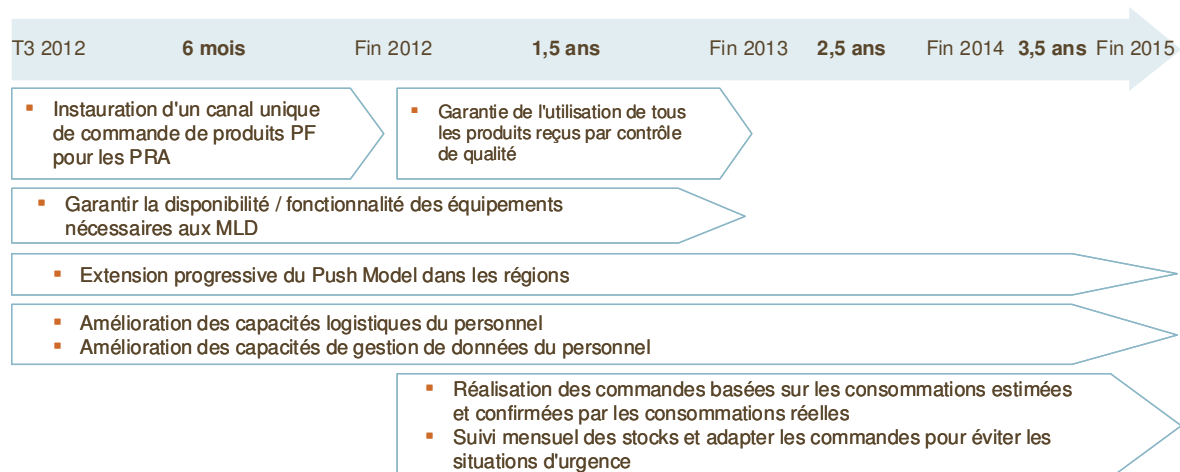 T3 2012 6 mois Fin 2012 1,5 ans Fin 2013 2,5 ans Fin 2014 3,5 ans Fin 2015
▪ Instauration d'un canal unique
de commande de produits PF
pour les PRA
▪ Garantie de l'utilisation de tous
les produits reçus par contrôle
de qualité
▪ Garantir la disponibilité / fonctionnalité des équipements
nécessaires aux MLD
▪ Extension progressive du Push Model dans les régions
▪ Amélioration des capacités logistiques du personnel
▪ Amélioration des capacités de gestion de données du personnel
▪ Réalisation des commandes basées sur les consommations estimées
et confirmées par les consommations réelles
▪ Suivi mensuel des stocks et adapter les commandes pour éviter les
situations d'urgence